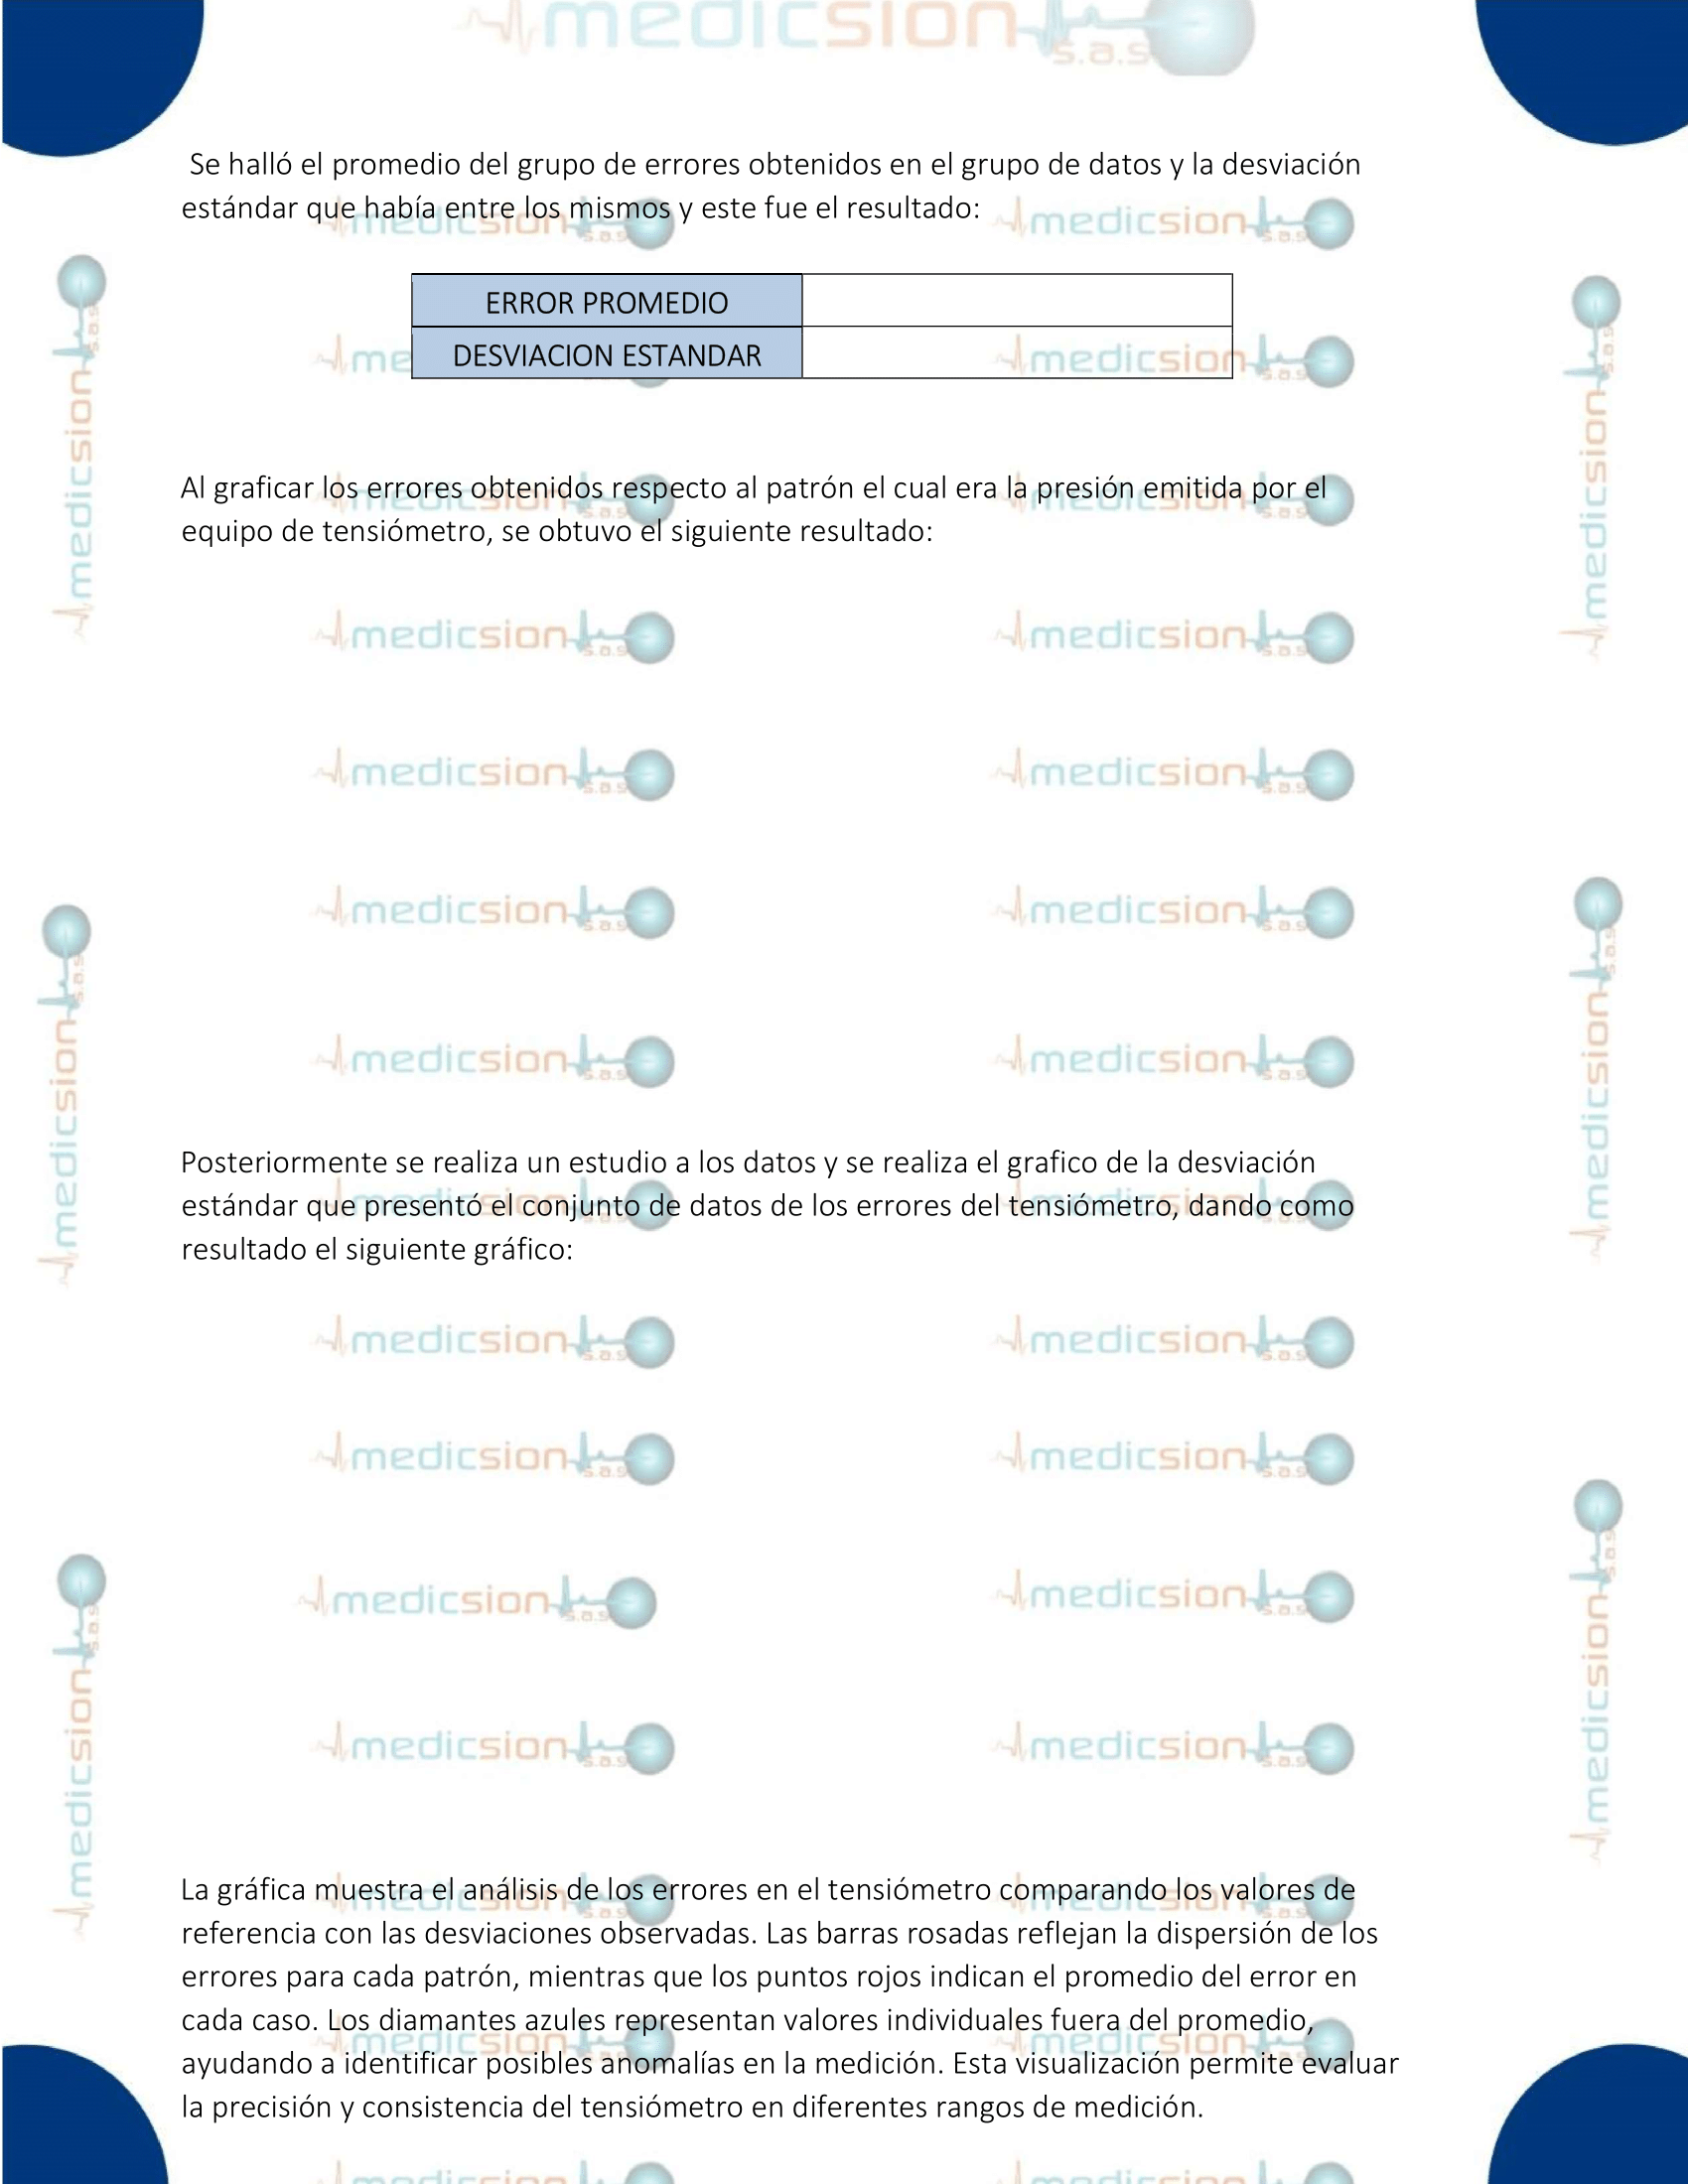 medicsion s.a.s
Se halló el promedio del grupo de errores obtenidos en el grupo de datos y la desviación
estándar que había entre los mismos y este fue el resultado:
ERROR PROMEDIO
DESVIACION ESTANDAR
Al graficar los errores obtenidos respecto al patrón el cual era la presión emitida por el
equipo de tensiómetro, se obtuvo el siguiente resultado:
Posteriormente se realiza un estudio a los datos y se realiza el grafico de la desviación
estándar que presentó el conjunto de datos de los errores del tensiómetro, dando como
resultado el siguiente gráfico:
La gráfica muestra el análisis de los errores en el tensiómetro comparando los valores de
referencia con las desviaciones observadas. Las barras rosadas reflejan la dispersión de los
errores para cada patrón, mientras que los puntos rojos indican el promedio del error en
cada caso. Los diamantes azules representan valores individuales fuera del promedio,
ayudando a identificar posibles anomalías en la medición. Esta visualización permite evaluar
la precisión y consistencia del tensiómetro en diferentes rangos de medición.